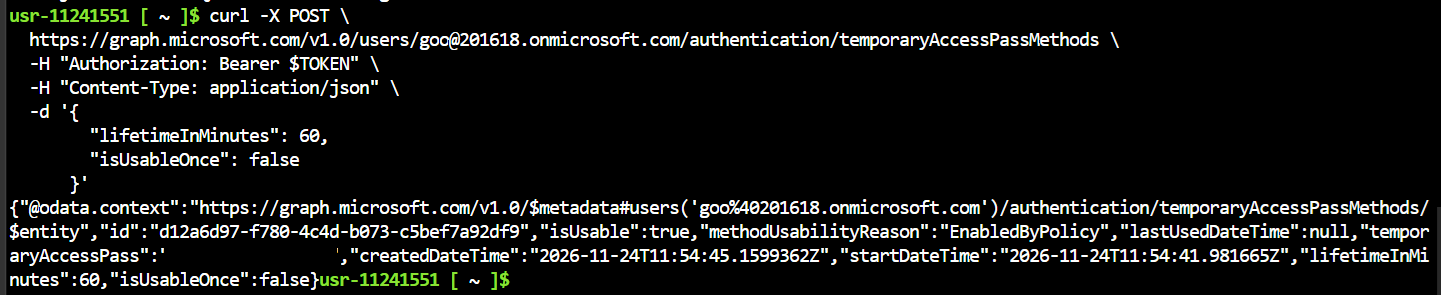 usr-11241551 [ ~ ]$ curl -X POST \
  https://graph.microsoft.com/v1.0/users/goo@201618.onmicrosoft.com/authentication/temporaryAccessPassMethods \
  -H "Authorization: Bearer $TOKEN" \
  -H "Content-Type: application/json" \
  -d '{
        "lifetimeInMinutes": 60,
        "isUsableOnce": false
      }'
{"@odata.context":"https://graph.microsoft.com/v1.0/$metadata#users('goo%40201618.onmicrosoft.com')/authentication/temporaryAccessPassMethods/
$entity","id":"d12a6d97-f780-4c4d-b073-c5bef7a92df9","isUsable":true,"methodUsabilityReason":"EnabledByPolicy","lastUsedDateTime":null,"tempor
aryAccessPass":'                ',"createdDateTime":"2026-11-24T11:54:45.1599362Z","startDateTime":"2026-11-24T11:54:41.981665Z","lifetimeInMi
nutes":60,"isUsableOnce":false}usr-11241551 [ ~ ]$